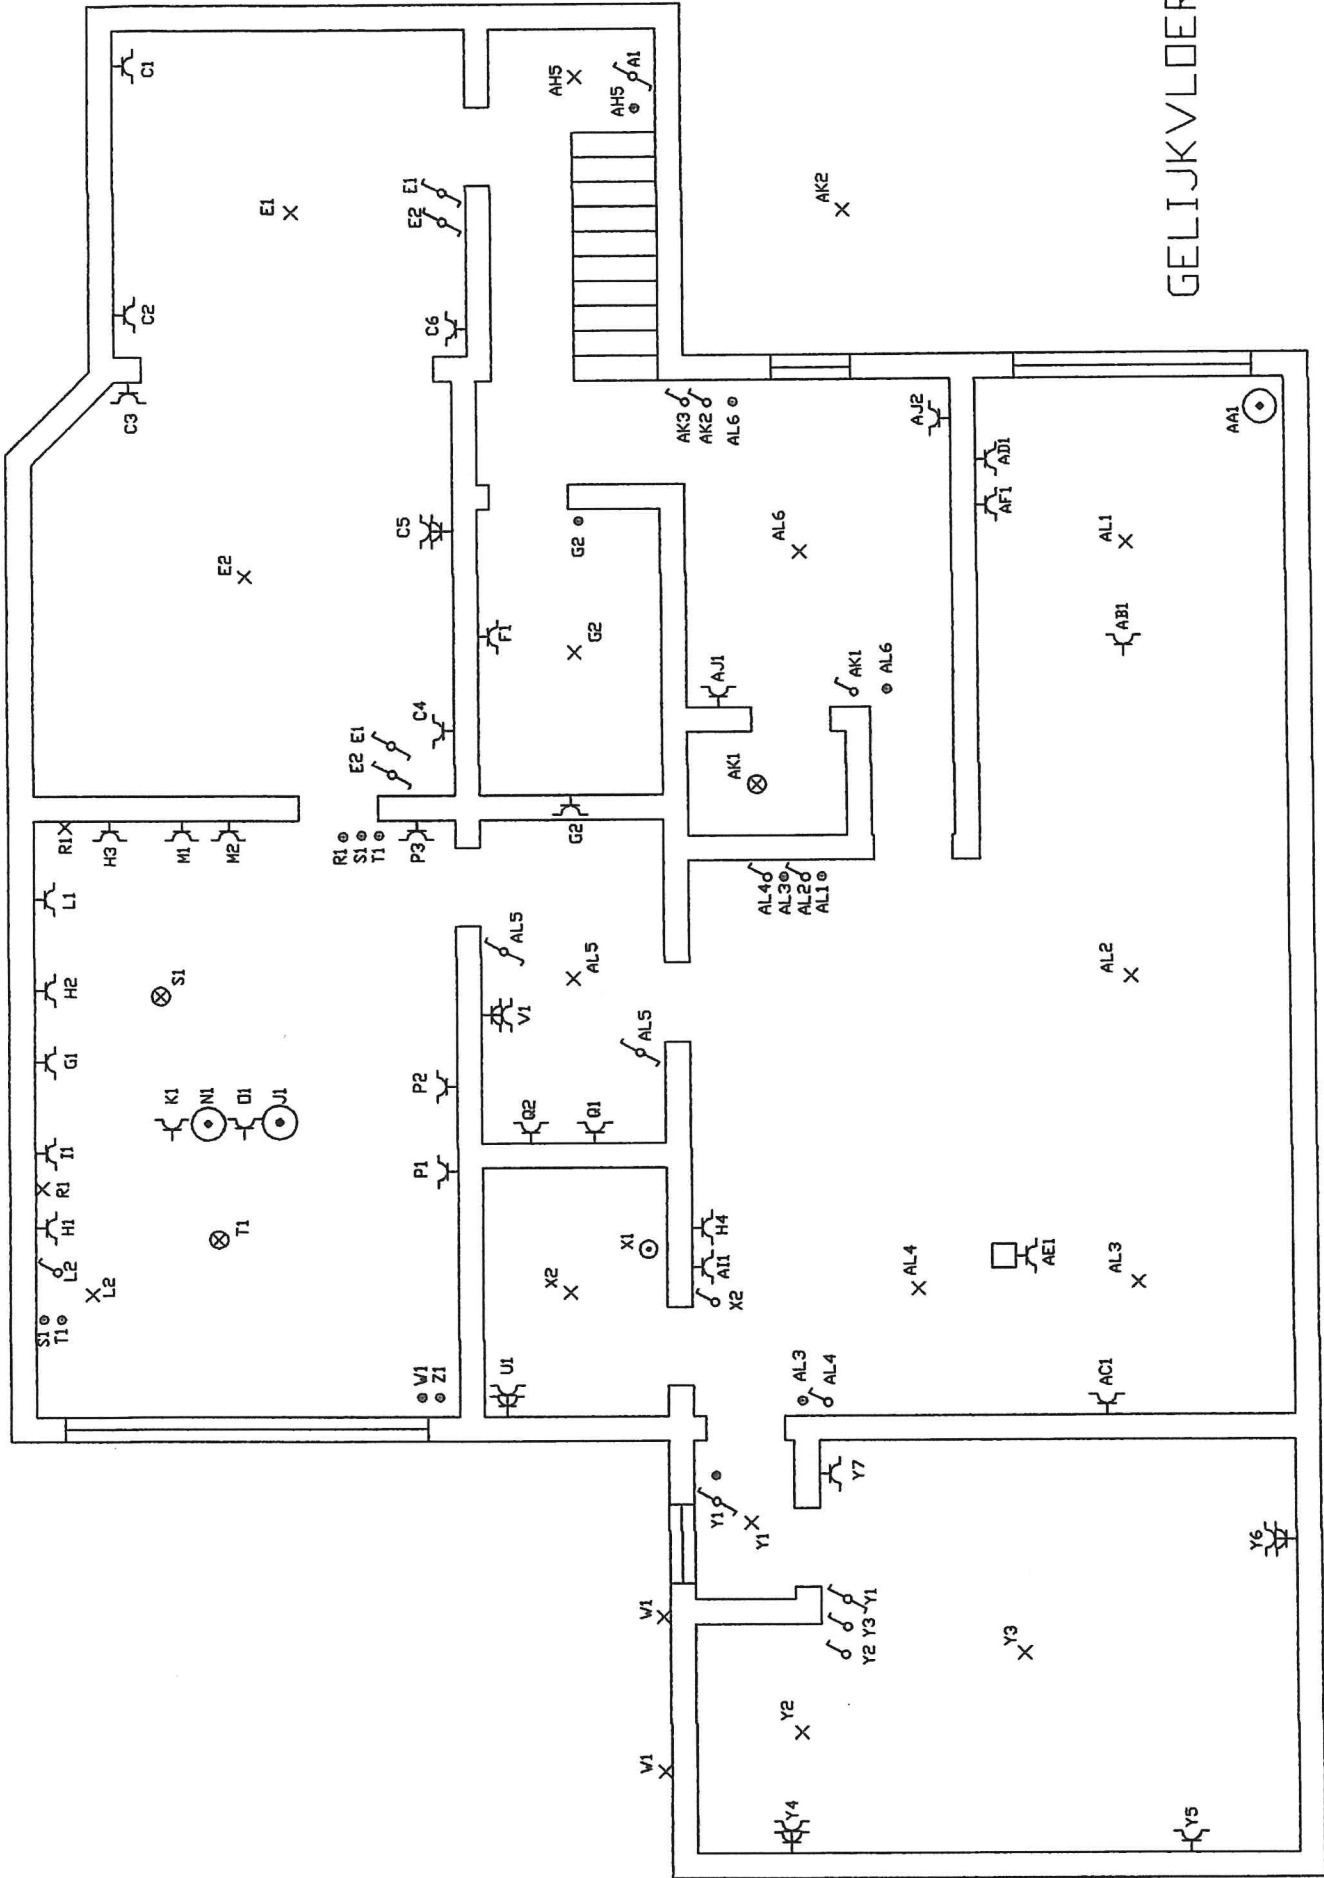 C1
C2
C3
E1
E2
E1
E2
C6
C5
C4
E1
E2
AH5
AH5
A1
AK2
GELIJKVLOER
F1
G2
G2
G2
AK3
AK2
AL6
AJ2
AD1
AF1
AA1
AL6
AL1
AB1
AJ1
AK1
AK1
AL6
R1
H3
M1
M2
R1
S1
T1
P3
L1
H2
S1
G1
K1
N1
O1
J1
I1
R1
H1
L2
L2
T1
S1
T1
W1
Z1
P2
P1
AL5
AL5
AL5
V1
Q2
Q1
AL4
AL3
AL2
AL1
AL2
X1
X2
X2
U1
H4
AI1
AL4
AE1
AL3
AL3
AL4
AC1
Y1
Y1
Y7
Y6
W1
Y1
Y3
Y2
Y3
Y2
W1
Y4
Y5